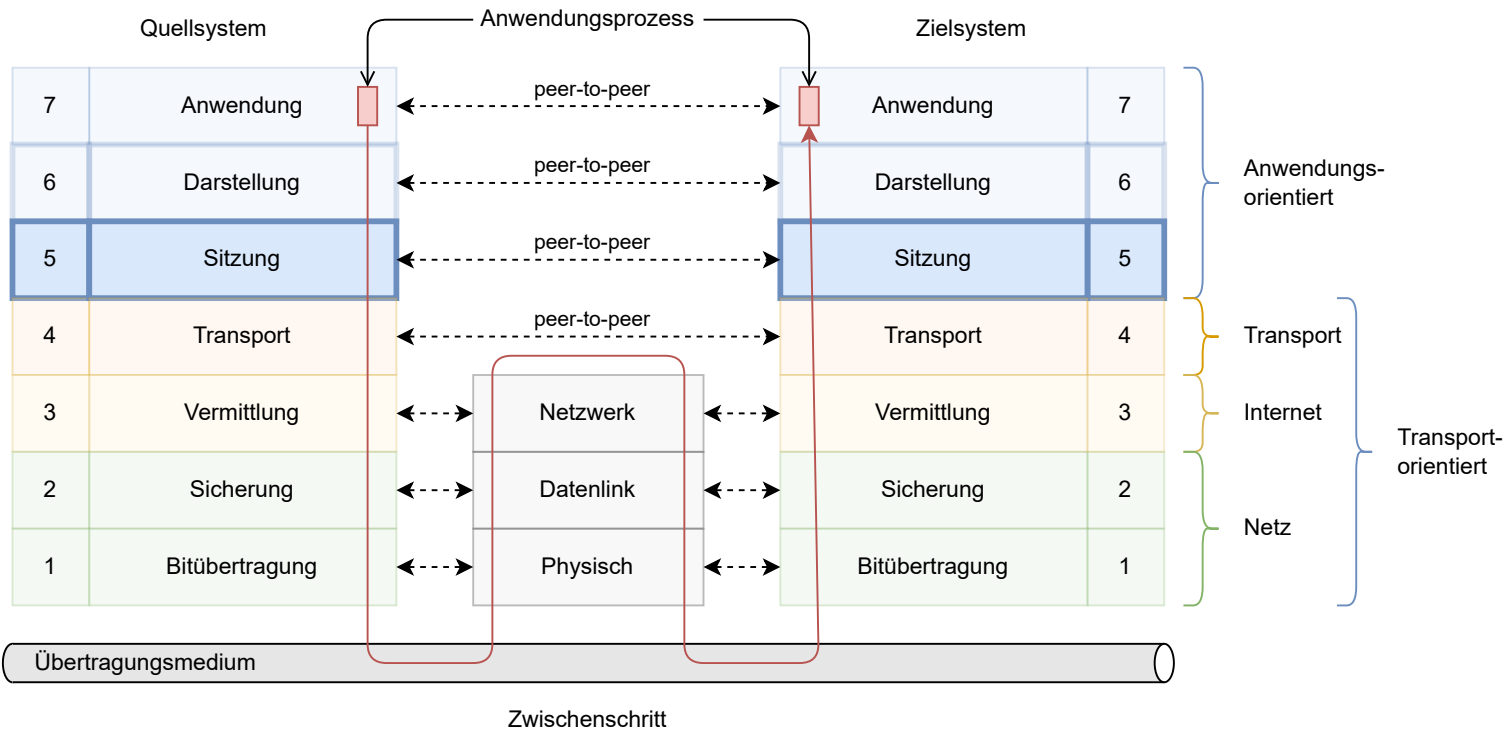 Anwendungsprozess
Quellsystem
Zielsystem
7 Anwendung peer-to-peer Anwendung 7
6 Darstellung peer-to-peer Darstellung 6
Anwendungs-
orientiert
5 Sitzung peer-to-peer Sitzung 5
4 Transport peer-to-peer Transport 4 Transport
3 Vermittlung Netzwerk Vermittlung 3 Internet
Transport-
orientiert
2 Sicherung Datenlink Sicherung 2
Netz
1 Bitübertragung Physisch Bitübertragung 1
Übertragungsmedium
Zwischenschritt